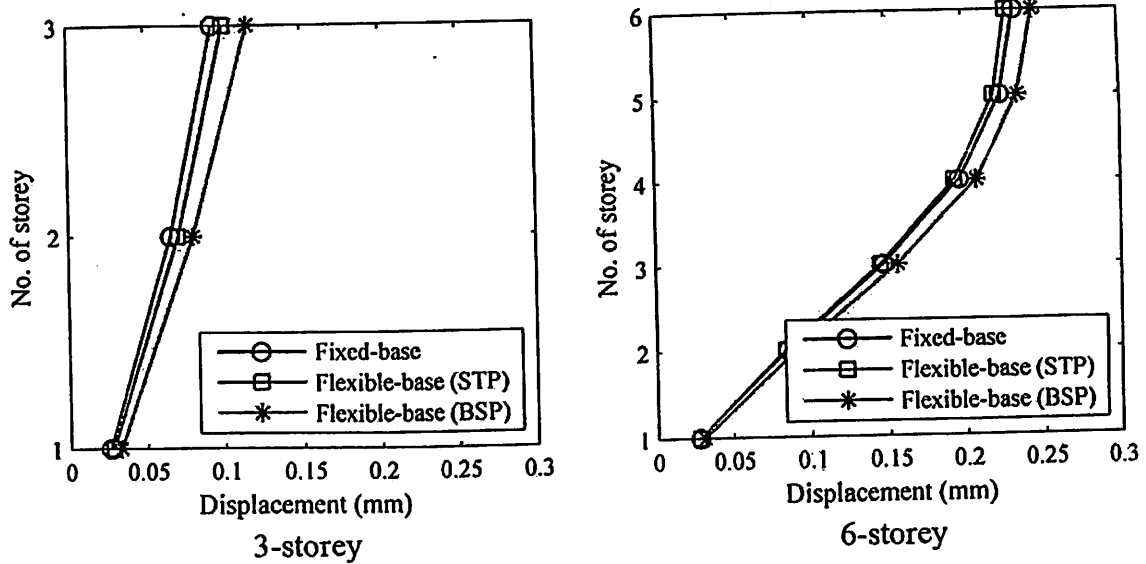 3
2
1
No. of storey
0
0.05
0.1
0.15
0.2
0.25
0.3
Displacement (mm)
Fixed-base
Flexible-base (STP)
Flexible-base (BSP)
3-storey
6
5
4
3
2
1
No. of storey
0
0.05
0.1
0.15
0.2
0.25
0.3
Displacement (mm)
Fixed-base
Flexible-base (STP)
Flexible-base (BSP)
6-storey